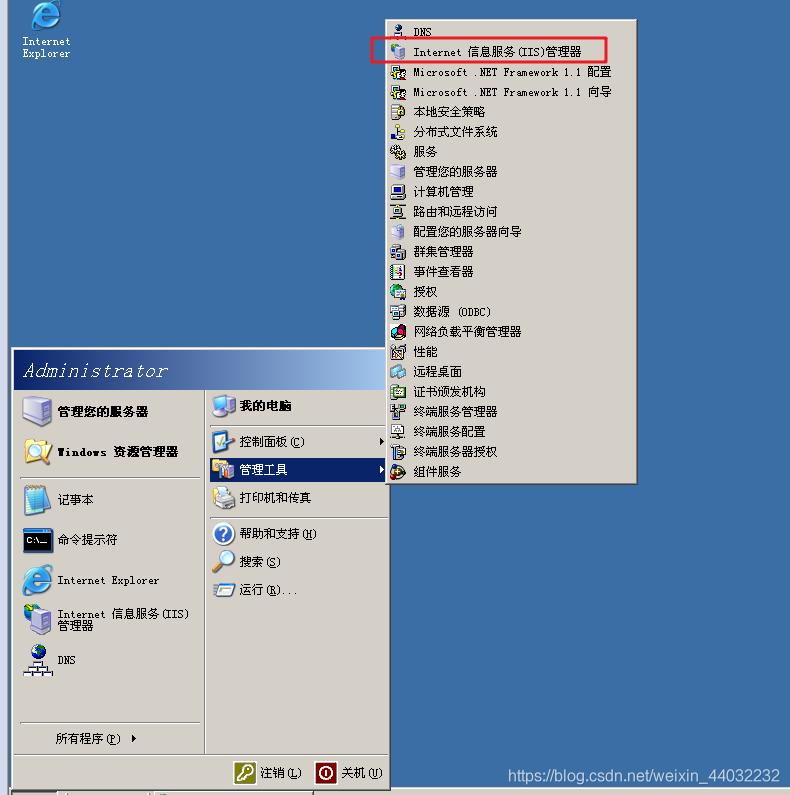 Internet
Explorer
DNS
Internet 信息服务(IIS)管理器
Microsoft .NET Framework 1.1 配置
Microsoft .NET Framework 1.1 向导
本地安全策略
分布式文件系统
服务
管理您的服务器
计算机管理
路由和远程访问
配置您的服务器向导
群集管理器
事件查看器
授权
数据源 (ODBC)
网络负载平衡管理器
性能
远程桌面
证书颁发机构
终端服务管理器
终端服务配置
终端服务器授权
组件服务
Administrator
管理您的服务器
Windows 资源管理器
记事本
C:\_
命令提示符
Internet Explorer
Internet 信息服务(IIS)
管理器
DNS
所有程序(P)
我的电脑
控制面板(C)
管理工具
打印机和传真
帮助和支持(H)
搜索(S)
运行(R)...
注销(L)
关机(U)
https://blog.csdn.net/weixin_44032232